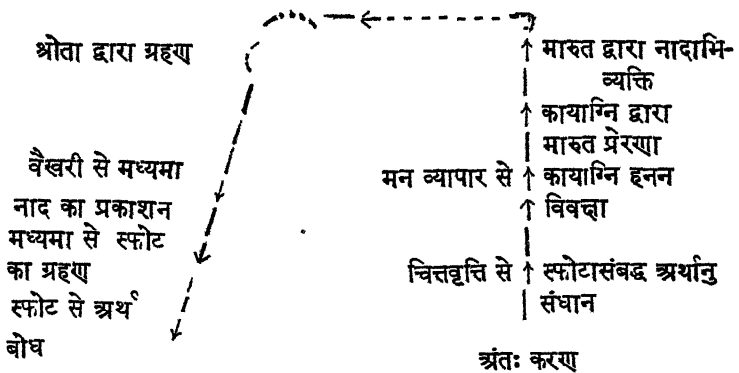 श्रोता द्वारा ग्रहण
वैखरी से मध्यमा
नाद का प्रकाशन
मध्यमा से स्फोट
का ग्रहण
स्फोट से अर्थ
बोध
मारुत द्वारा नादाभि-
व्यक्ति
कायाग्नि द्वारा
मारुत प्रेरणा
मन व्यापार से कायाग्नि हनन
विवक्षा
चित्तवृत्ति से स्फोटासंबद्ध अर्थानु
संधान
अंतः करण